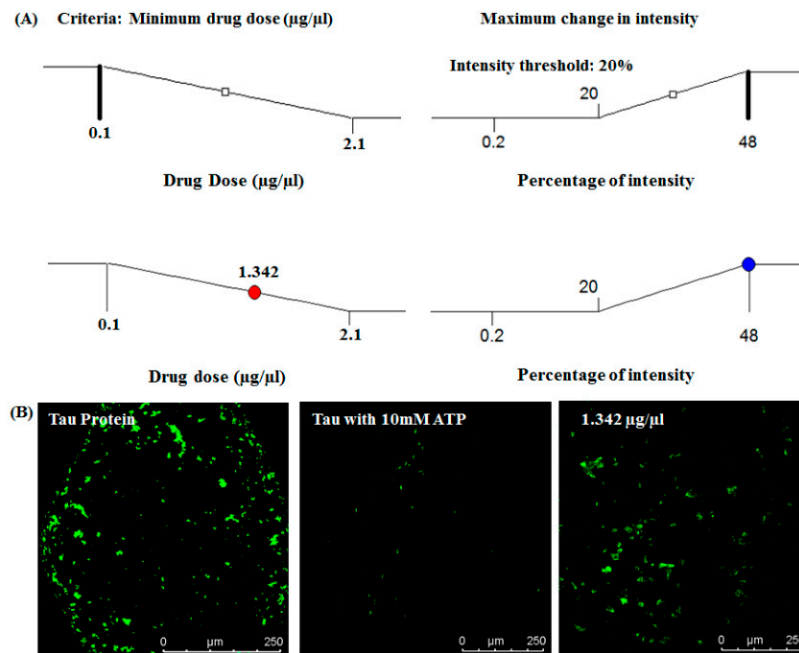 (A) Criteria: Minimum drug dose (µg/µl) Maximum change in intensity
Intensity threshold: 20%
20
0.1 2.1 0.2 48
Drug Dose (µg/µl) Percentage of intensity
1.342 20
0.1 2.1 0.2 48
Drug dose (µg/µl) Percentage of intensity
(B) Tau Protein Tau with 10mM ATP 1.342 µg/µl
0 µm 250 0 µm 250 0 µm 250